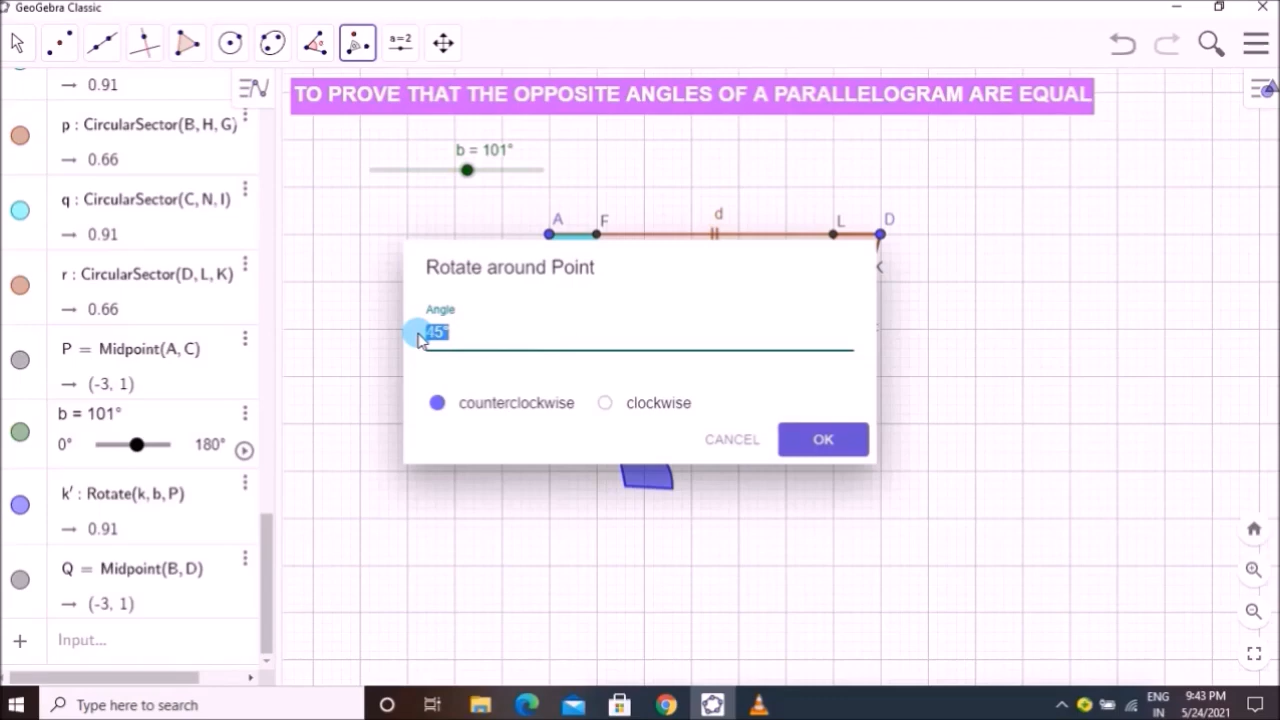 GeoGebra Classic
a=2
→ 0.91
p : CircularSector(B, H, G)
→ 0.66
q : CircularSector(C, N, I)
→ 0.91
r : CircularSector(D, L, K)
→ 0.66
P = Midpoint(A, C)
→ (-3, 1)
b = 101°
0° 180°
k′ : Rotate(k, b, P)
→ 0.91
Q = Midpoint(B, D)
→ (-3, 1)
+ Input...
TO PROVE THAT THE OPPOSITE ANGLES OF A PARALLELOGRAM ARE EQUAL
b = 101°
A F d L D
K
Rotate around Point
Angle
45°
counterclockwise clockwise
CANCEL OK
Type here to search
ENG
IN
9:43 PM
5/24/2021